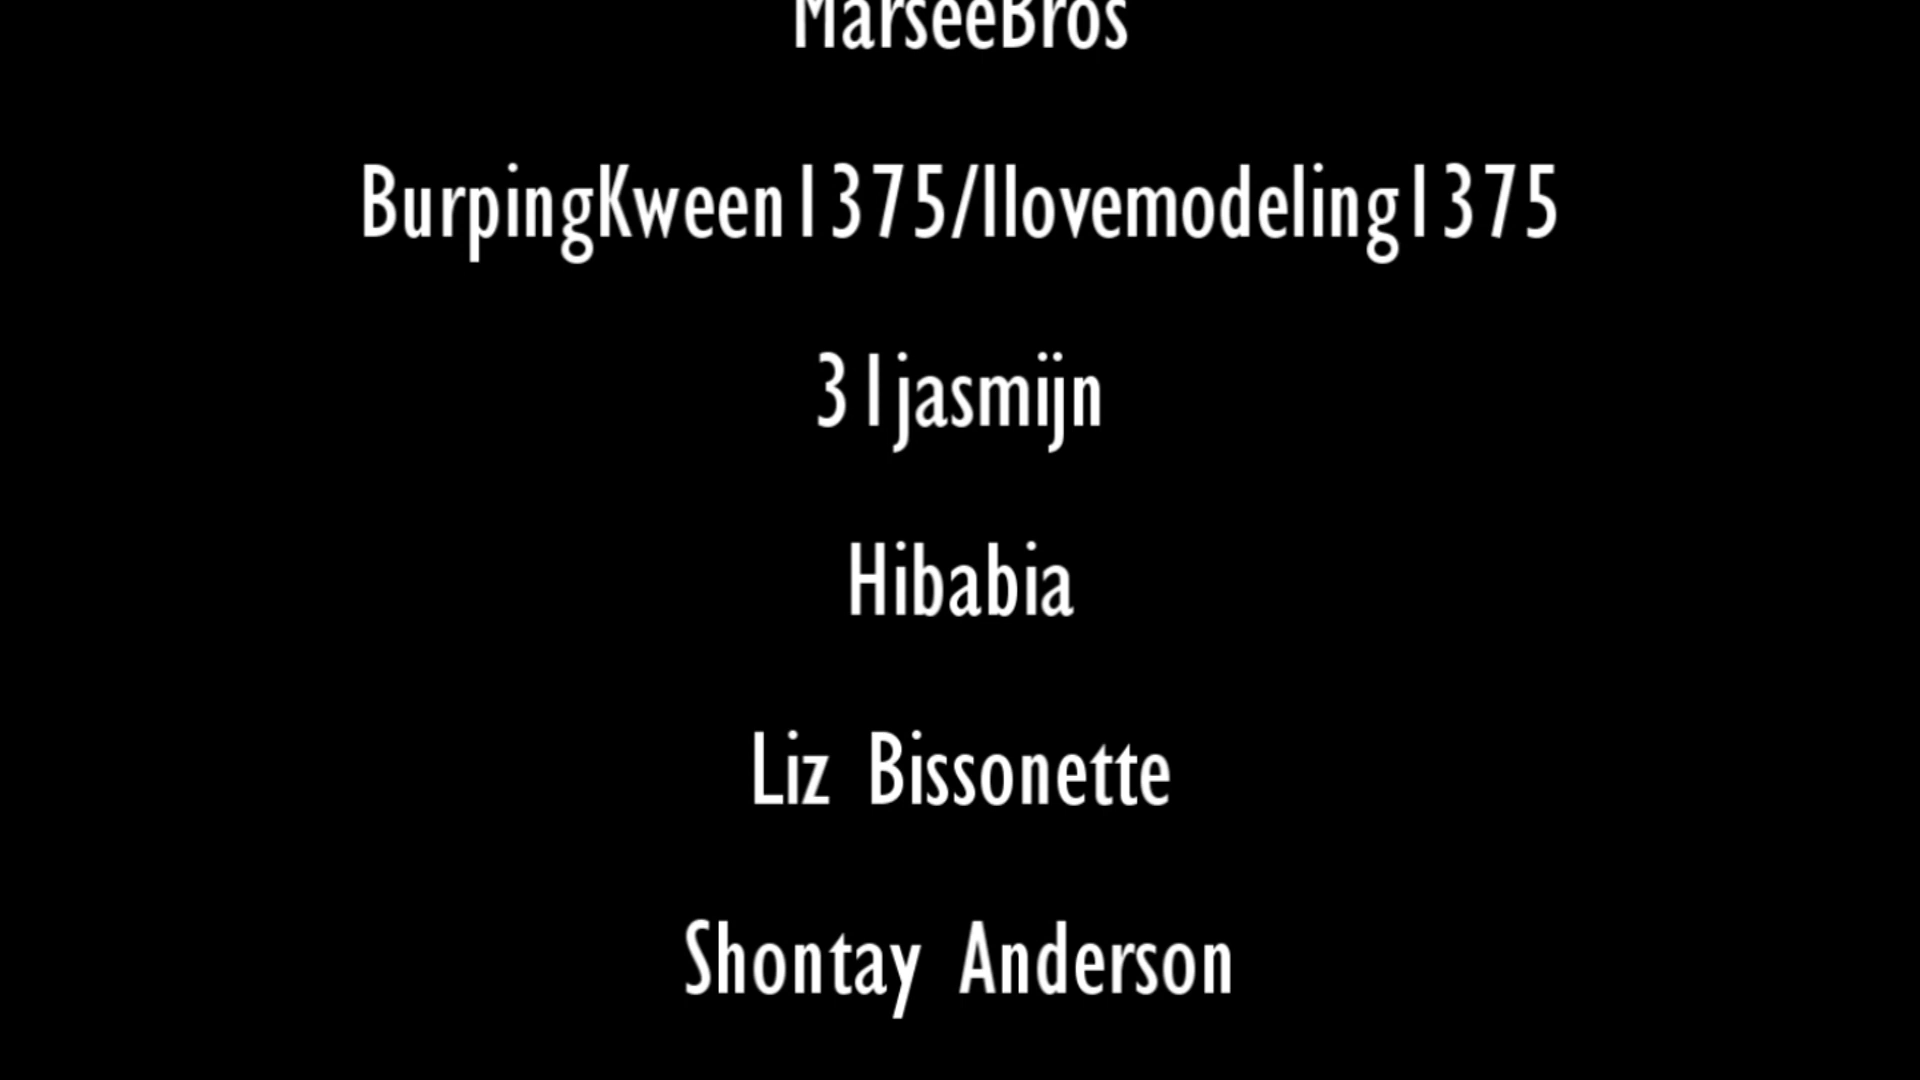 MarseeBros
BurpingKween1375/Ilovemodeling1375
31jasmijn
Hibabia
Liz Bissonette
Shontay Anderson